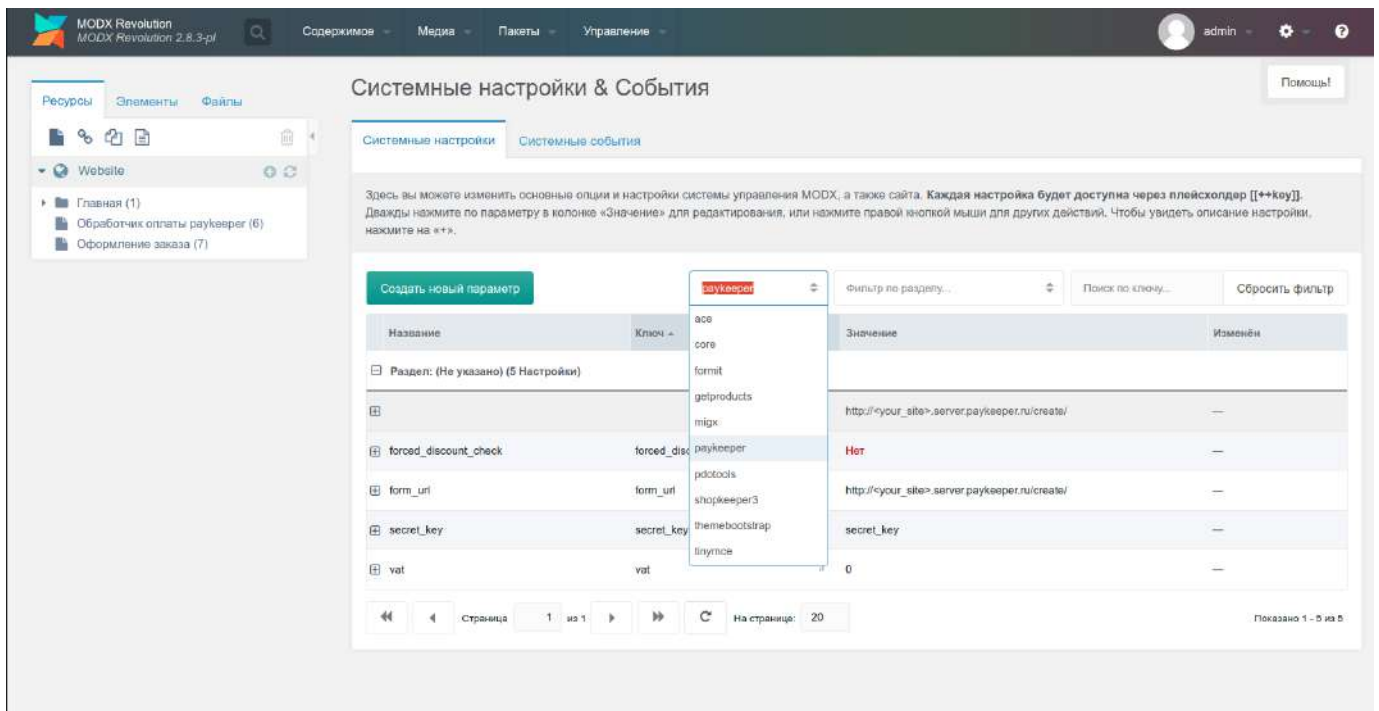 MODX Revolution
MODX Revolution 2.8.3-pl
Содержимое
Медиа
Пакеты
Управление
admin
Ресурсы
Элементы
Файлы
Website
Главная (1)
Обработчик оплаты paykeeper (6)
Оформление заказа (7)
Системные настройки & События
Помощь!
Системные настройки
Системные события
Здесь вы можете изменить основные опции и настройки системы управления MODX, а также сайта. Каждая настройка будет доступна через плейсхолдер [[++key]].
Дважды нажмите по параметру в колонке «Значение» для редактирования, или нажмите правой кнопкой мыши для других действий. Чтобы увидеть описание настройки,
нажмите на «+».
Создать новый параметр
paykeeper
Фильтр по разделу...
Поиск по ключу...
Сбросить фильтр
Название
Ключ
Значение
Изменён
ace
core
formit
getproducts
migx
paykeeper
pdotools
shopkeeper3
themebootstrap
tinymce
Раздел: (Не указано) (5 Настройки)
http://<your_site>.server.paykeeper.ru/create/
—
forced_discount_check
forced_disc
Нет
—
form_url
form_url
http://<your_site>.server.paykeeper.ru/create/
—
secret_key
secret_key
secret_key
—
vat
vat
0
—
Страница 1 из 1
На странице: 20
Показано 1 - 5 из 5